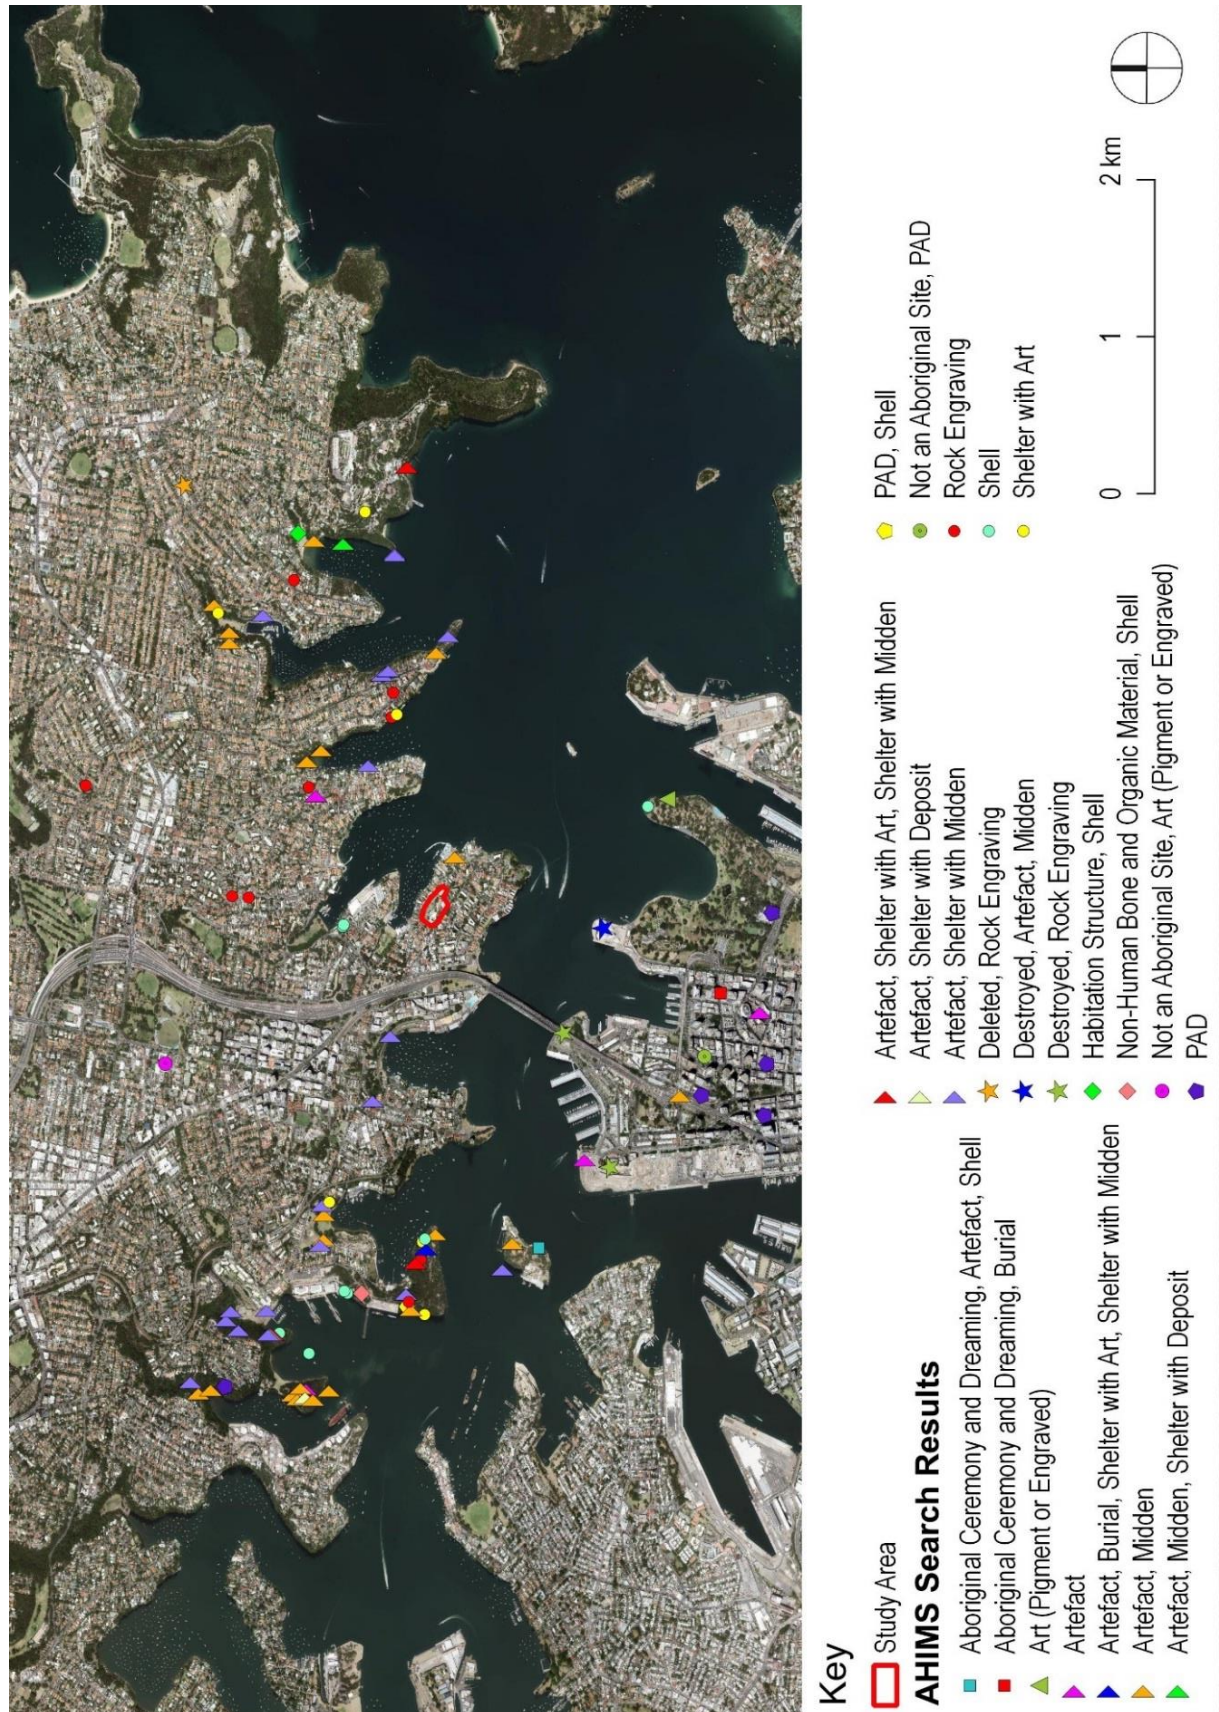 Key
Study Area
AHIMS Search Results
Aboriginal Ceremony and Dreaming, Artefact, Shell
Aboriginal Ceremony and Dreaming, Burial
Art (Pigment or Engraved)
Artefact
Artefact, Burial, Shelter with Art, Shelter with Midden
Artefact, Midden
Artefact, Midden, Shelter with Deposit
Artefact, Shelter with Art, Shelter with Midden
Artefact, Shelter with Deposit
Artefact, Shelter with Midden
Deleted, Rock Engraving
Destroyed, Artefact, Midden
Destroyed, Rock Engraving
Habitation Structure, Shell
Non-Human Bone and Organic Material, Shell
Not an Aboriginal Site, Art (Pigment or Engraved)
PAD
PAD, Shell
Not an Aboriginal Site, PAD
Rock Engraving
Shell
Shelter with Art
0 1 2 km